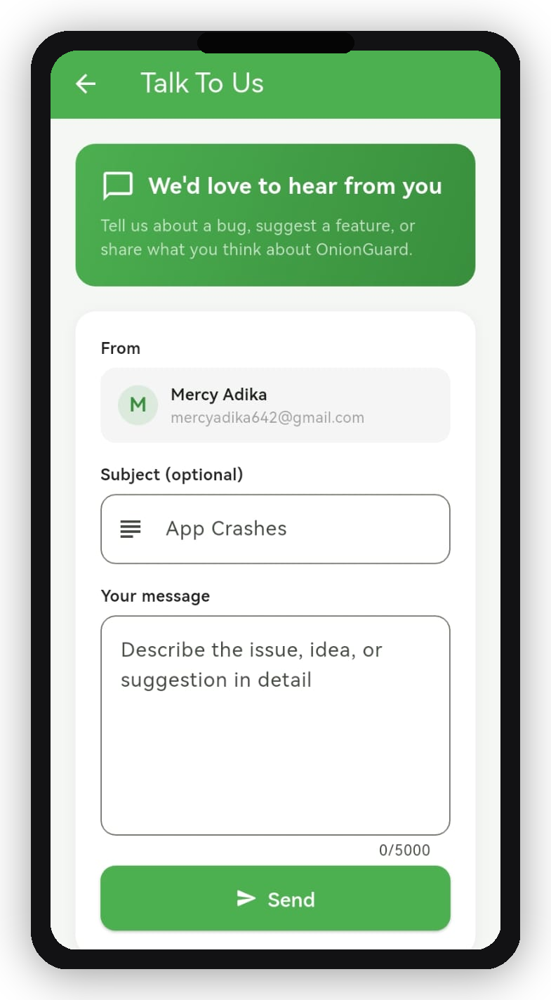 Talk To Us
We'd love to hear from you
Tell us about a bug, suggest a feature, or
share what you think about OnionGuard.
From
M
Mercy Adika
mercyadika642@gmail.com
Subject (optional)
App Crashes
Your message
Describe the issue, idea, or
suggestion in detail
0/5000
Send